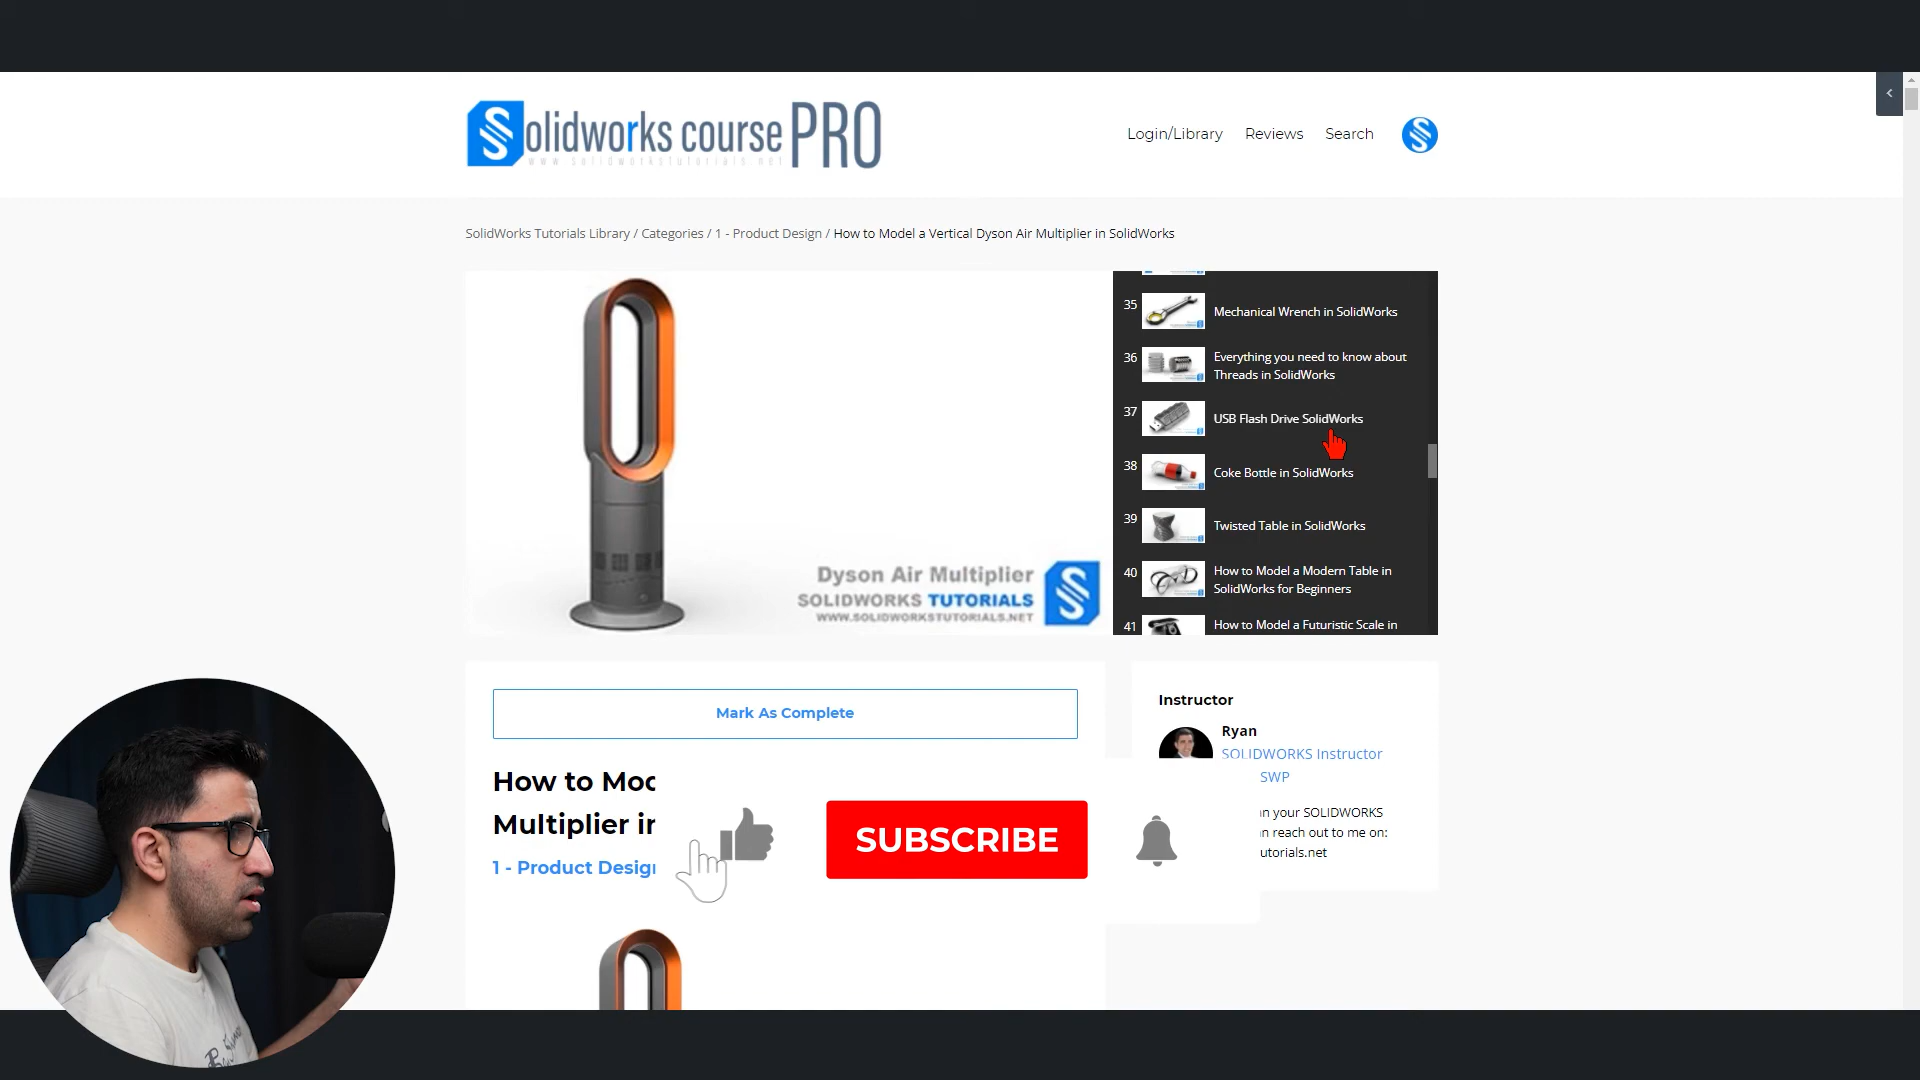 Solidworks course PRO
www.solidworkstutorials.net
Login/Library
Reviews
Search
SolidWorks Tutorials Library / Categories / 1 - Product Design / How to Model a Vertical Dyson Air Multiplier in SolidWorks
Dyson Air Multiplier
SOLIDWORKS TUTORIALS
WWW.SOLIDWORKSTUTORIALS.NET
35
Mechanical Wrench in SolidWorks
36
Everything you need to know about
Threads in SolidWorks
37
USB Flash Drive SolidWorks
38
Coke Bottle in SolidWorks
39
Twisted Table in SolidWorks
40
How to Model a Modern Table in
SolidWorks for Beginners
41
How to Model a Futuristic Scale in
Mark As Complete
How to Mod
Multiplier in
1 - Product Design
SUBSCRIBE
Instructor
Ryan
SOLIDWORKS Instructor
SWP
n your SOLIDWORKS
n reach out to me on:
utorials.net